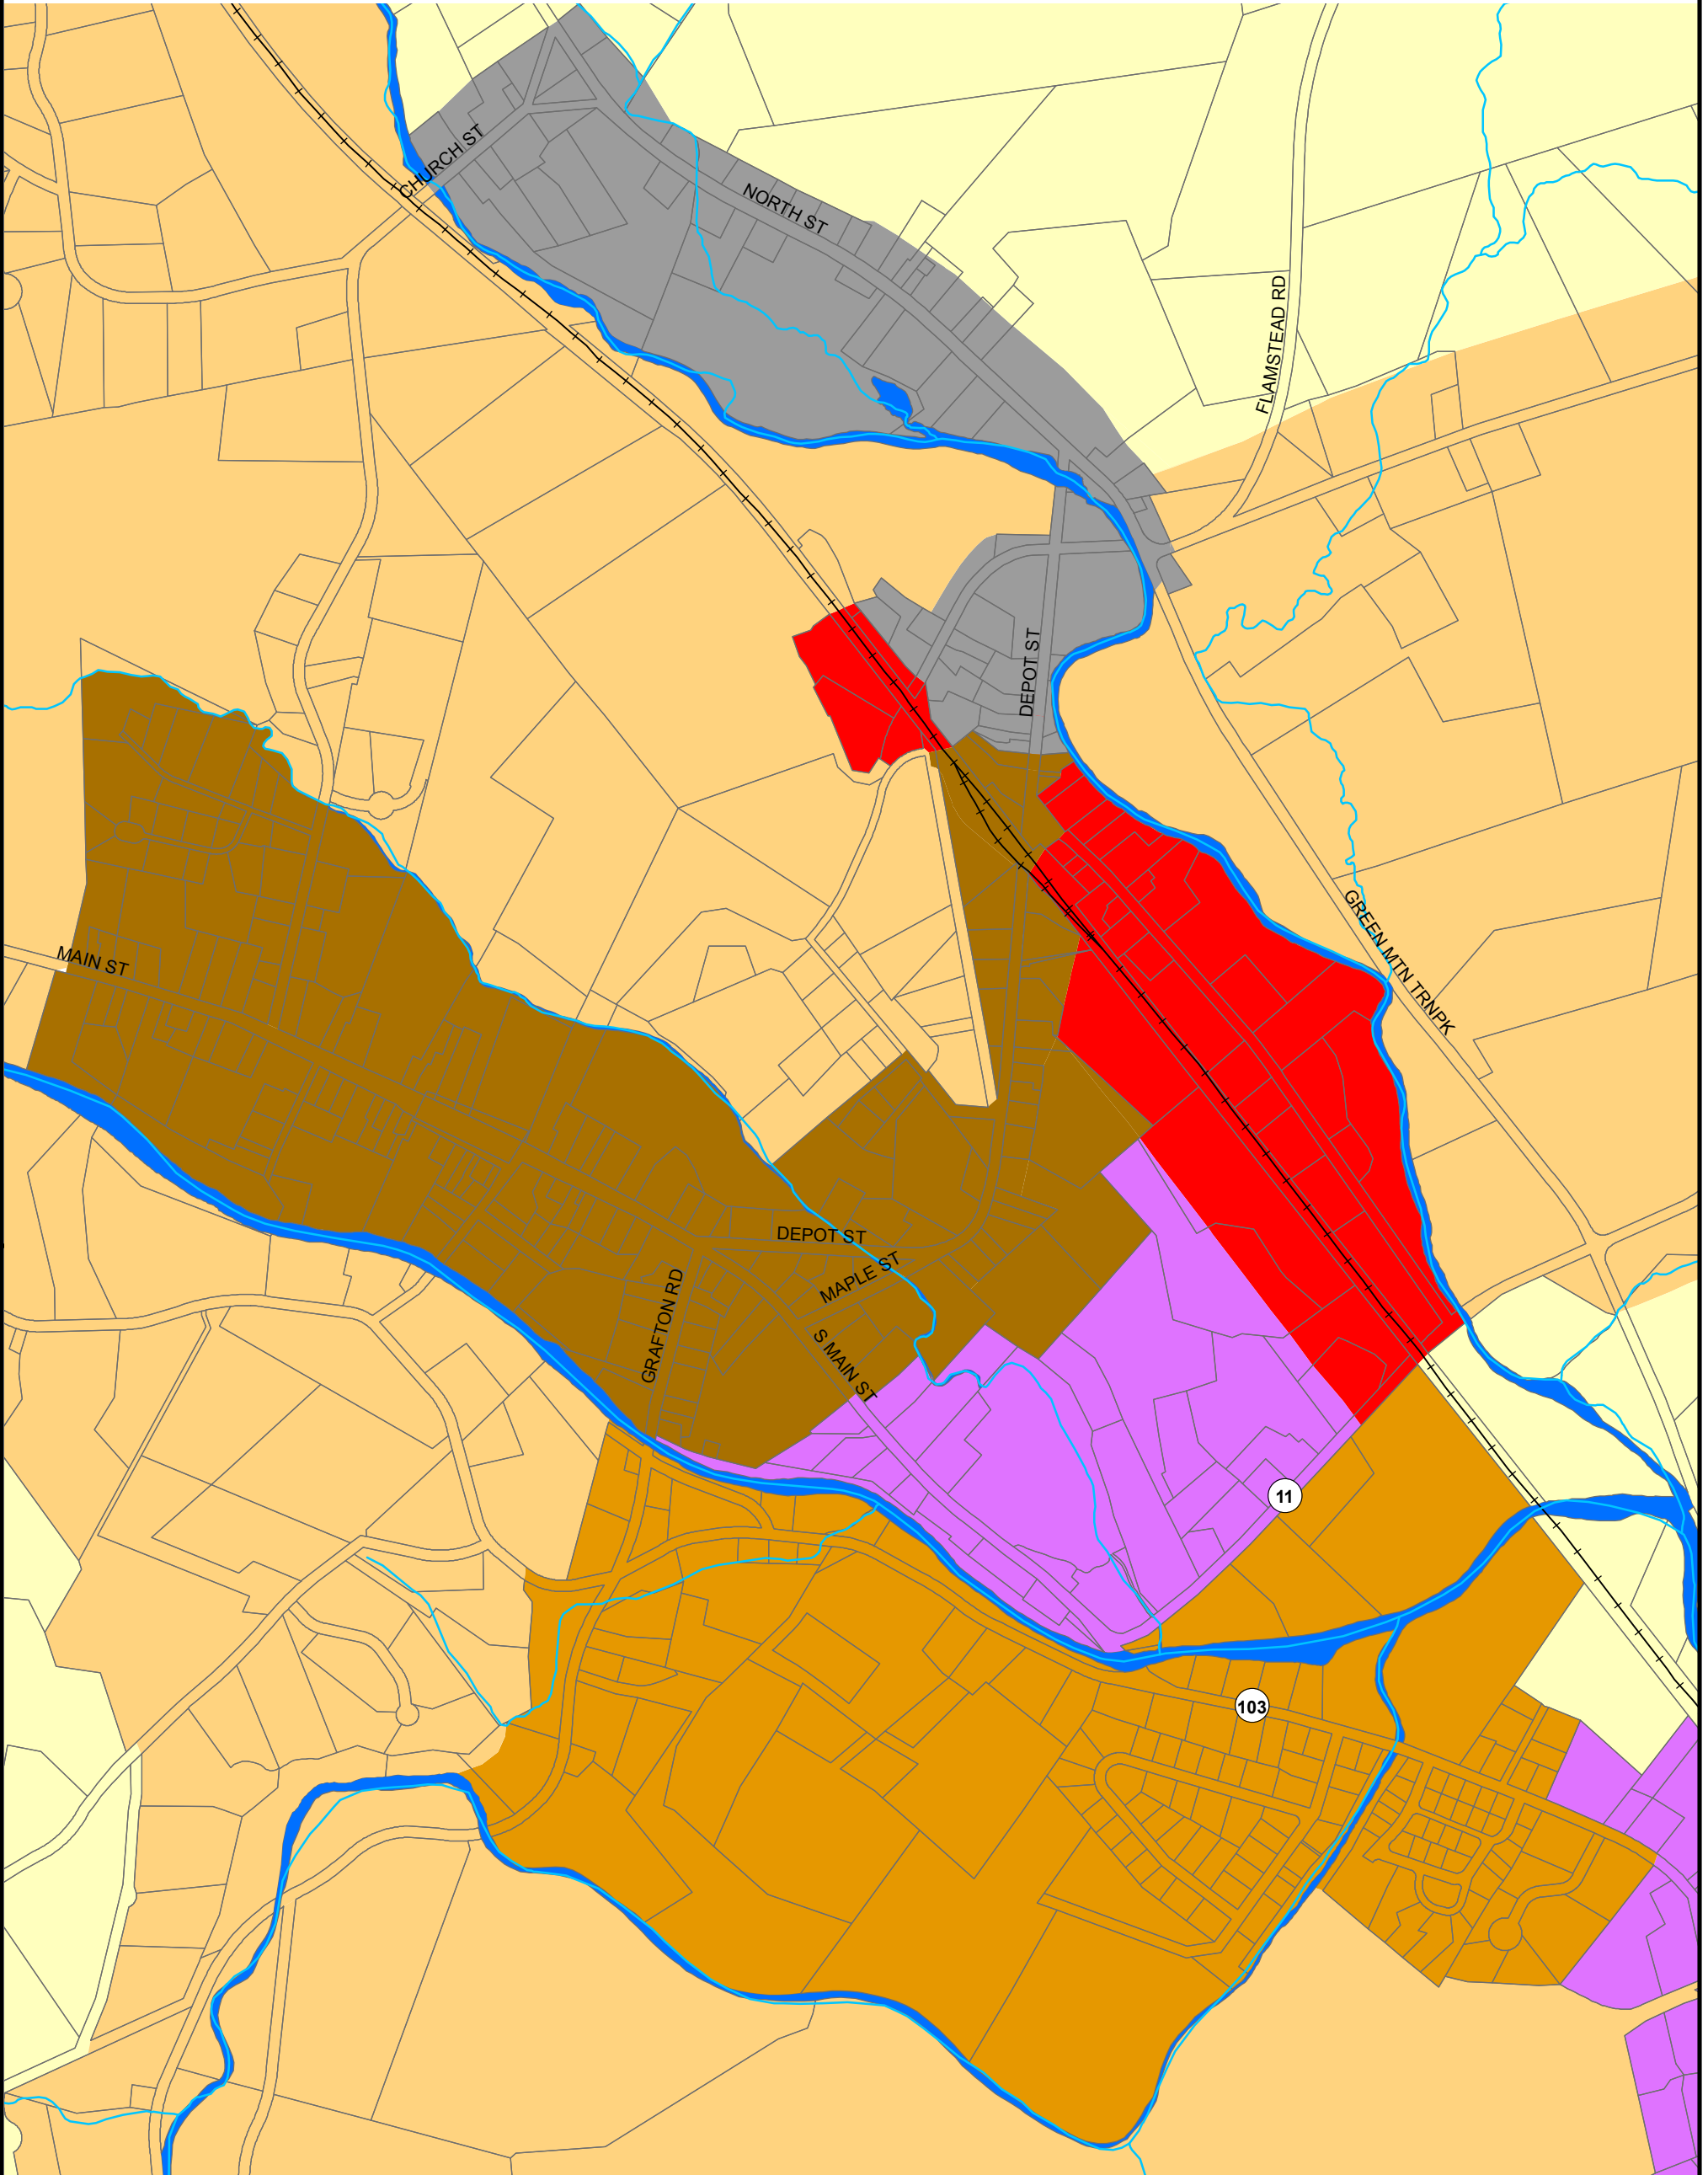 CHURCH ST
NORTH ST
FLAMSTEAD RD
DEPOT ST
GREEN MTN TRNPK
MAIN ST
DEPOT ST
MAPLE ST
GRAFTON RD
S MAIN ST
11
103